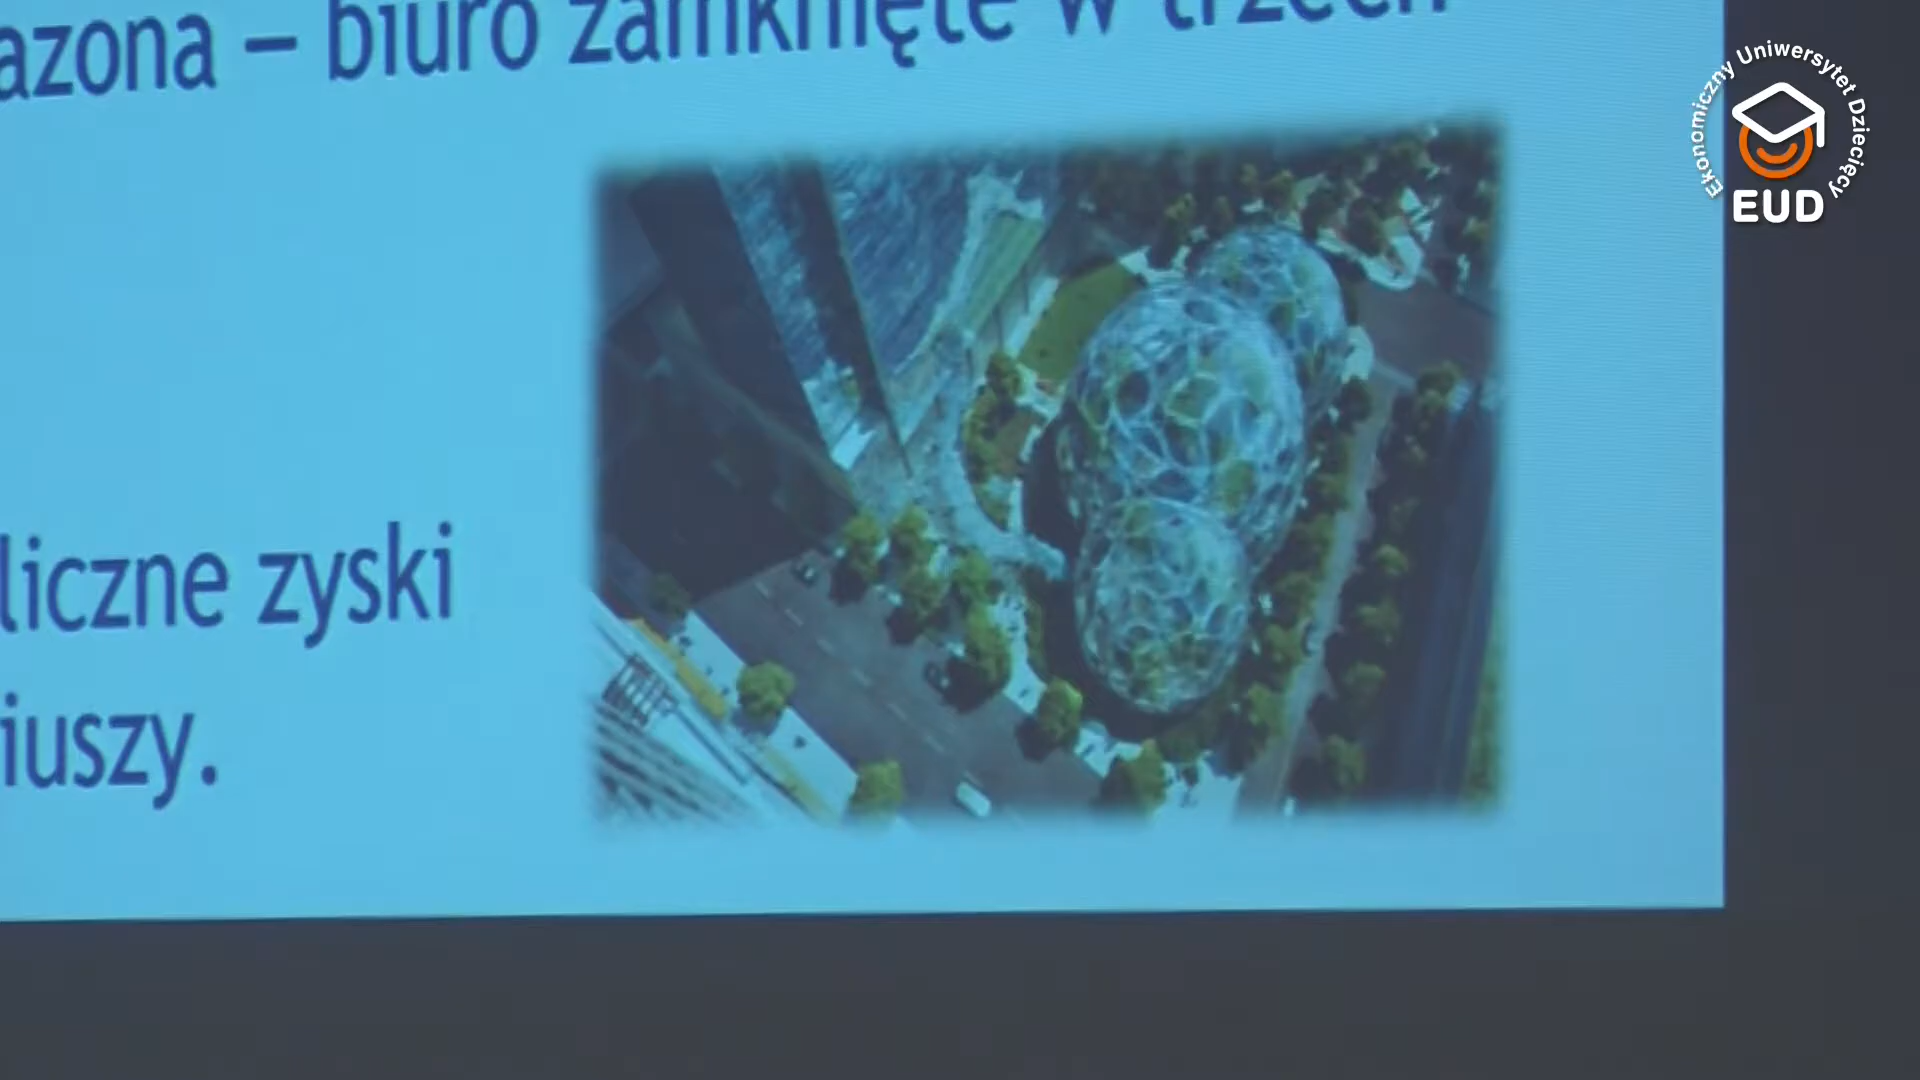 azona – biuro zamknięte w trzech
liczne zyski
iuszy.
Ekonomiczny Uniwersytet Dziecięcy
EUD